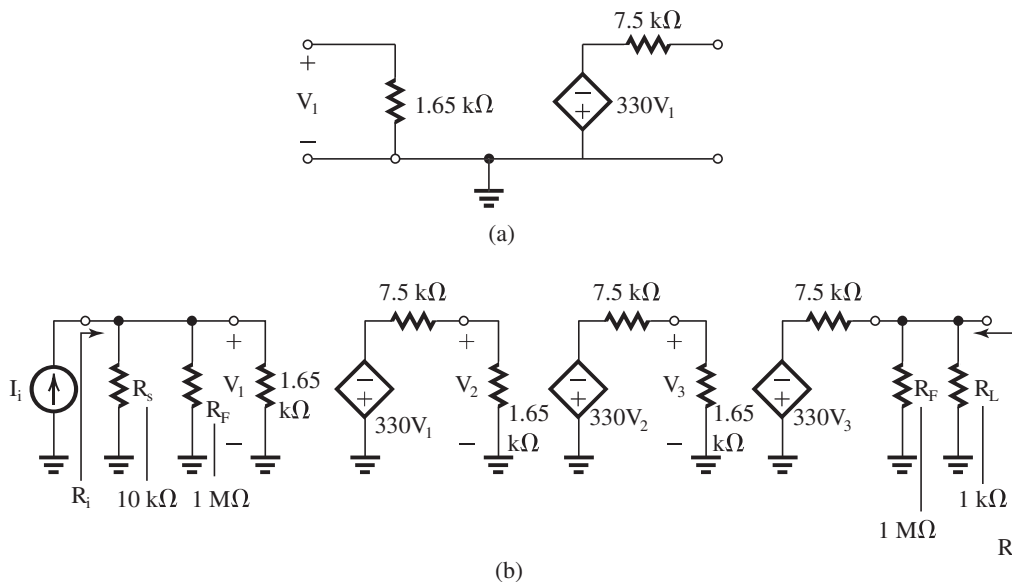 7.5 kΩ
+
V1
−
1.65 kΩ
−
+
330V1
(a)
7.5 kΩ
7.5 kΩ
7.5 kΩ
Ii
Rs
RF
+
V1
−
1.65
kΩ
−
+
330V1
+
V2
−
1.65
kΩ
−
+
330V2
+
V3
−
1.65
kΩ
−
+
330V3
RF
RL
Ri
10 kΩ
1 MΩ
1 MΩ
1 kΩ
R
(b)